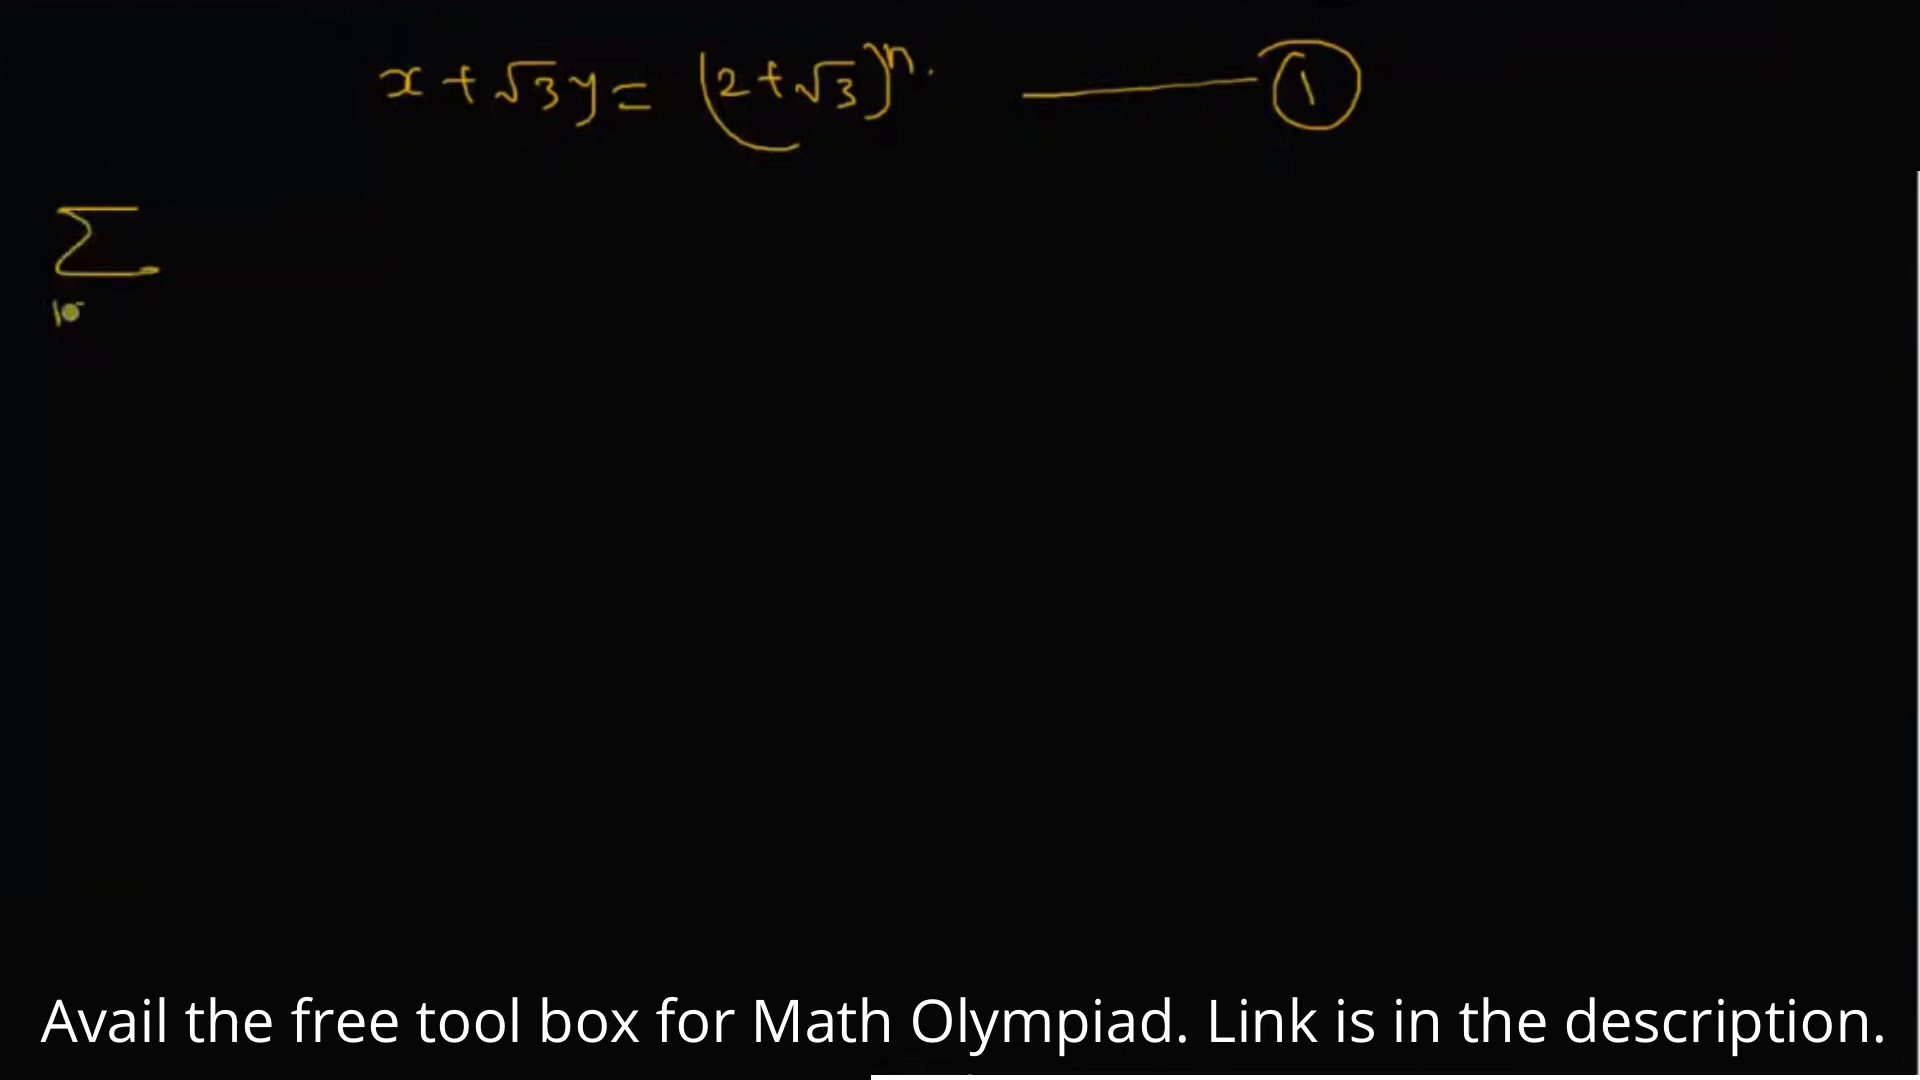 x + √3y = (2+√3)^n. —— ①
Σ
Avail the free tool box for Math Olympiad. Link is in the description.